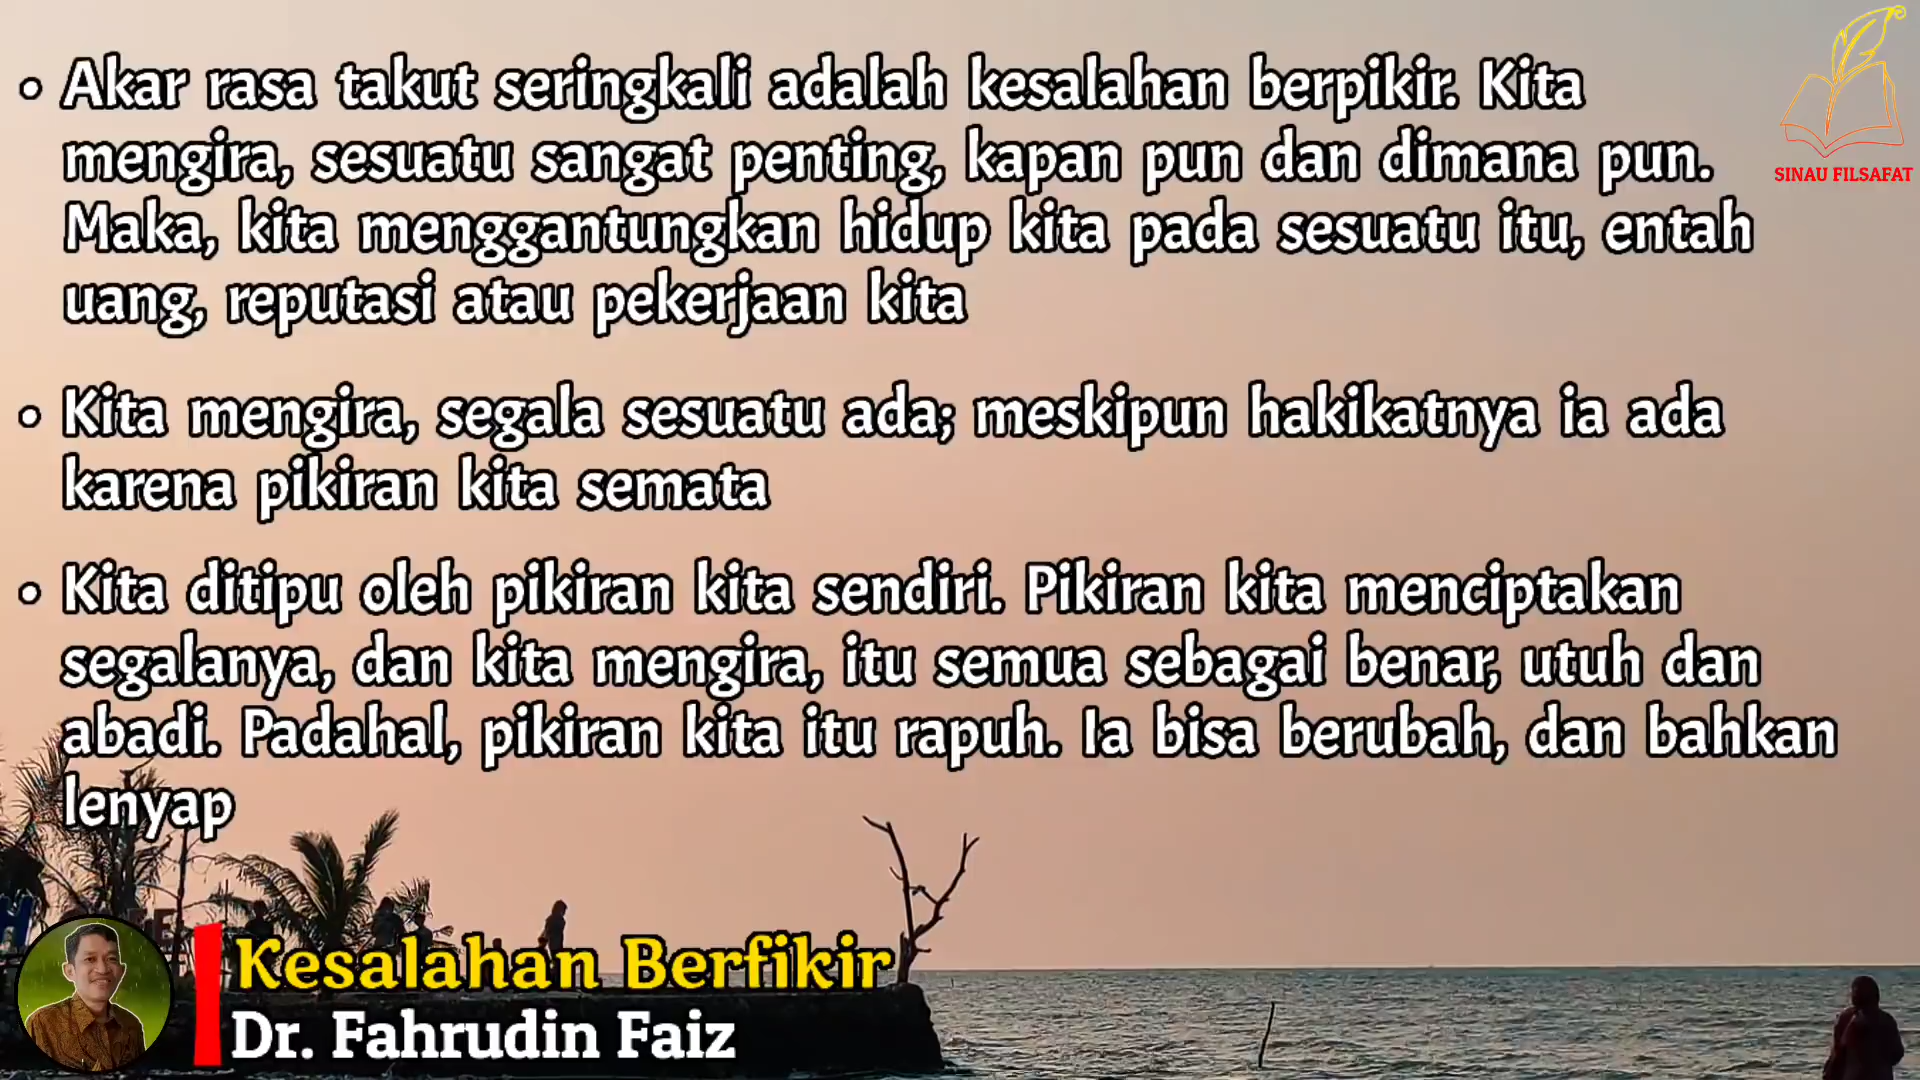 • Akar rasa takut seringkali adalah kesalahan berpikir. Kita
mengira, sesuatu sangat penting, kapan pun dan dimana pun.
Maka, kita menggantungkan hidup kita pada sesuatu itu, entah
uang, reputasi atau pekerjaan kita
• Kita mengira, segala sesuatu ada; meskipun hakikatnya ia ada
karena pikiran kita semata
• Kita ditipu oleh pikiran kita sendiri. Pikiran kita menciptakan
segalanya, dan kita mengira, itu semua sebagai benar, utuh dan
abadi. Padahal, pikiran kita itu rapuh. Ia bisa berubah, dan bahkan
lenyap
SINAU FILSAFAT
Kesalahan Berfikir
Dr. Fahrudin Faiz